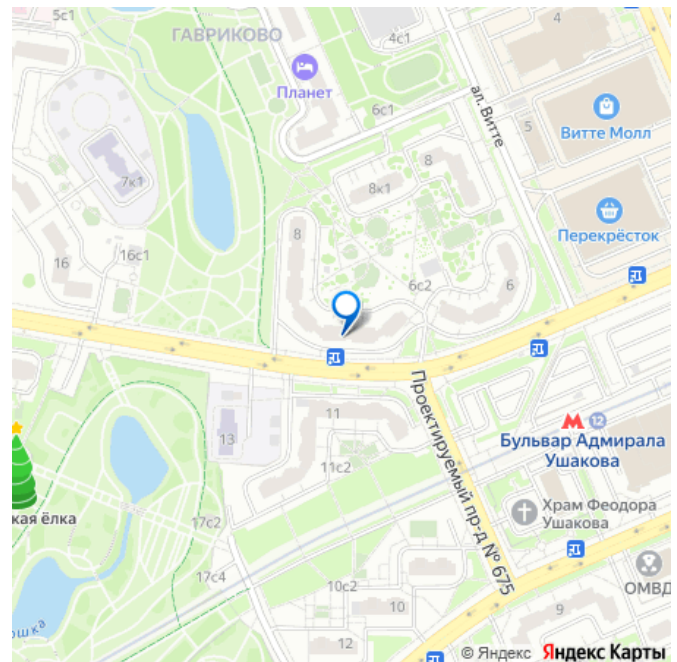 4
ГАВРИКОВО
4с1
Планет
ал. Витте
6с1
5
Витте Молл
7к1
8
8к1
Перекрёсток
8
16
16с1
6с2
6
11
13
Проектируемый пр-д № 675
М 12
Бульвар Адмирала
Ушакова
11с2
кая ёлка
17с2
Храм Феодора
Ушакова
17с4
10с2
ОМВД
ошка
10
9
12
© Яндекс Яндекс Карты